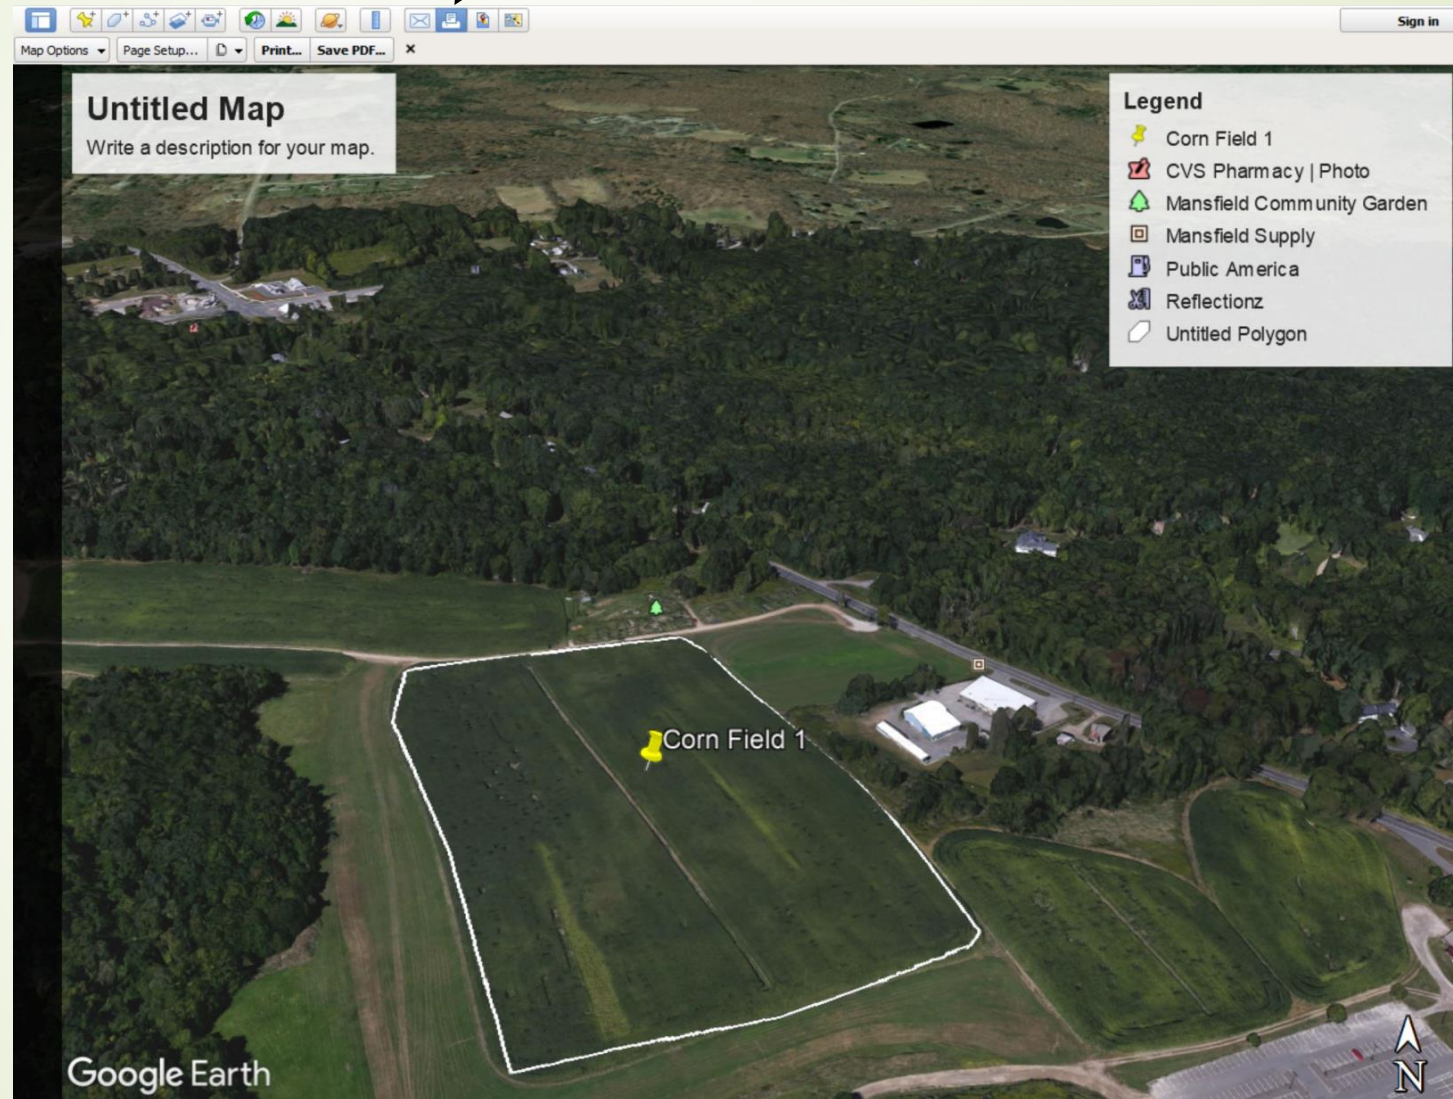 Sign in
Map Options Page Setup... Print... Save PDF...
Untitled Map
Write a description for your map.
Legend
Corn Field 1
CVS Pharmacy | Photo
Mansfield Community Garden
Mansfield Supply
Public America
Reflectionz
Untitled Polygon
Corn Field 1
Google Earth
N